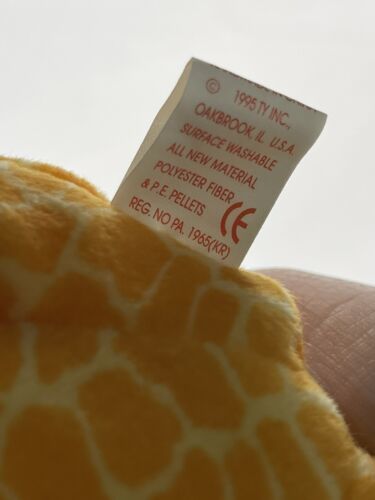 © 1995 TY INC.,
OAKBROOK, IL. U.S.A.
SURFACE WASHABLE
ALL NEW MATERIAL
POLYESTER FIBER
& P.E. PELLETS CE
REG. NO PA. 1965(KR)